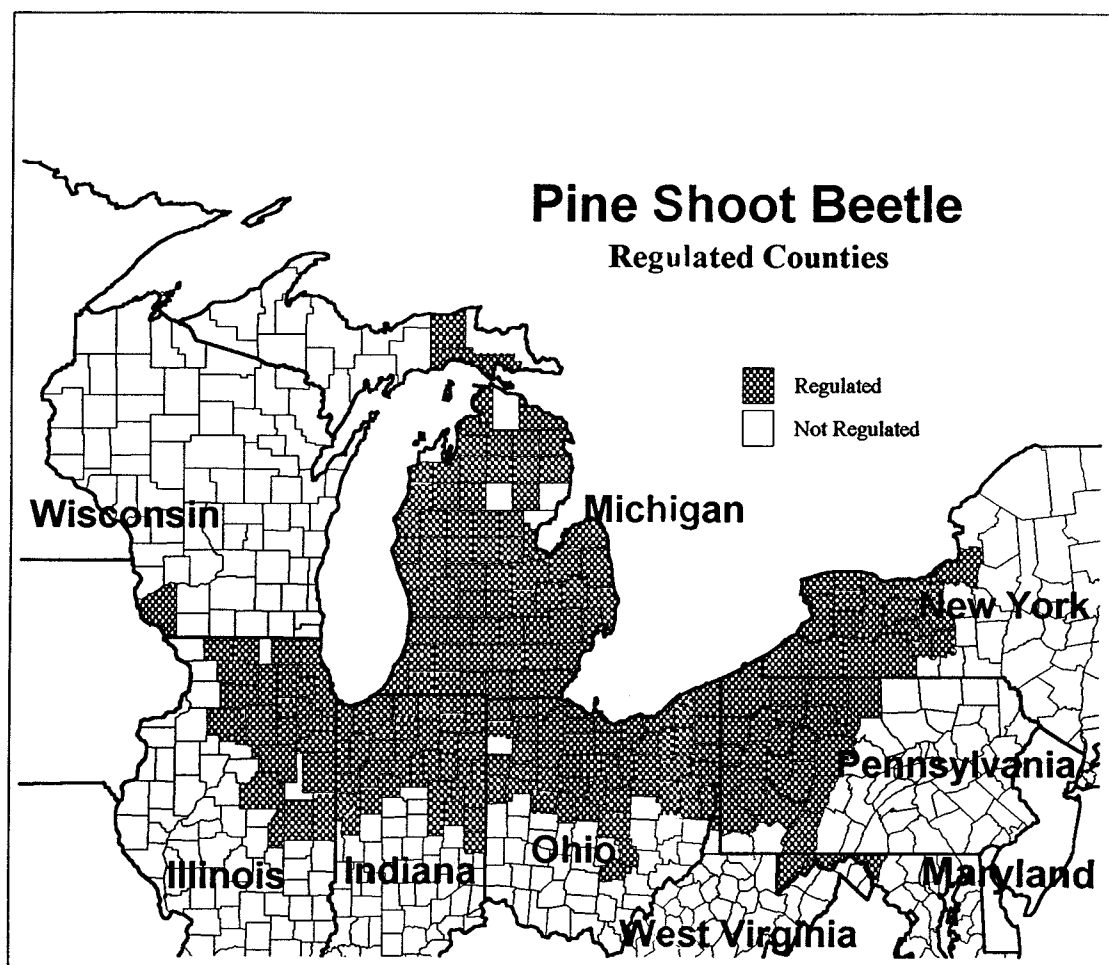 Pine Shoot Beetle
Regulated Counties
Regulated
Not Regulated
Wisconsin
Michigan
New York
Pennsylvania
Illinois
Indiana
Ohio
Maryland
West Virginia